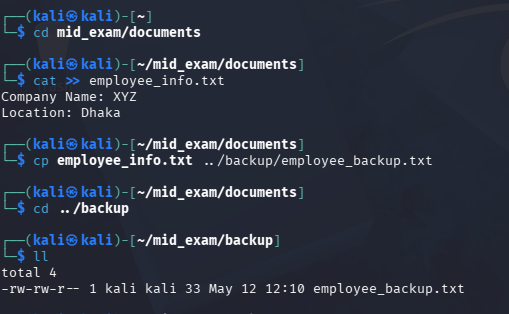 ┌──(kali㉿kali)-[~]
└─$ cd mid_exam/documents
┌──(kali㉿kali)-[~/mid_exam/documents]
└─$ cat >> employee_info.txt
Company Name: XYZ
Location: Dhaka
┌──(kali㉿kali)-[~/mid_exam/documents]
└─$ cp employee_info.txt ../backup/employee_backup.txt
┌──(kali㉿kali)-[~/mid_exam/documents]
└─$ cd ../backup
┌──(kali㉿kali)-[~/mid_exam/backup]
└─$ ll
total 4
-rw-rw-r-- 1 kali kali 33 May 12 12:10 employee_backup.txt